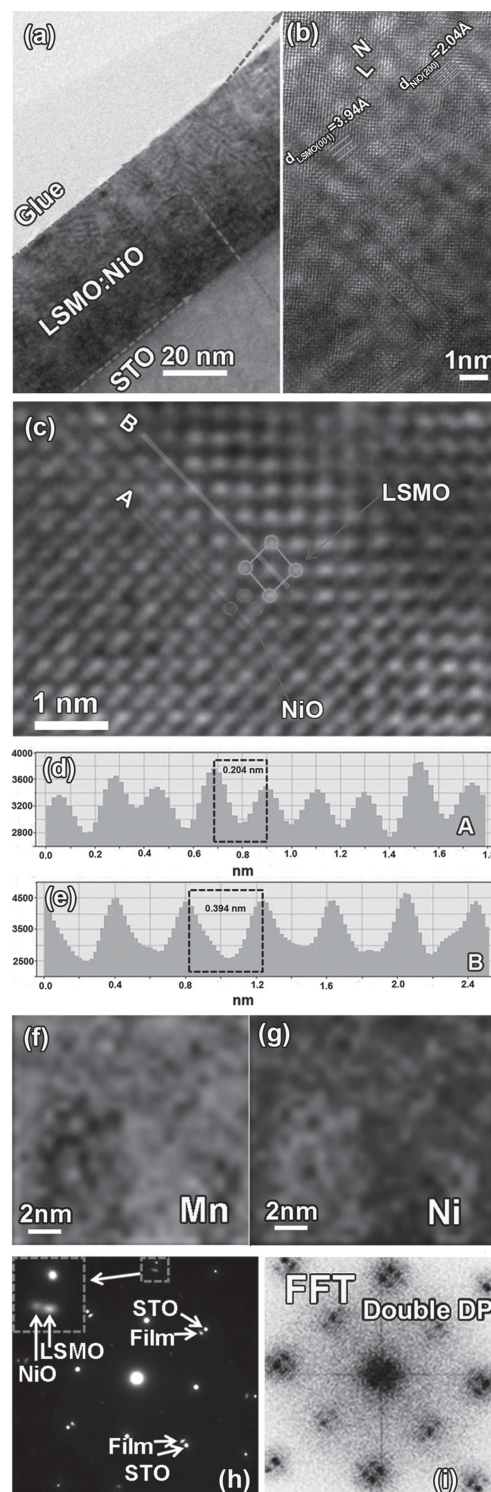 (a)
Glue
LSMO:NiO
STO 20 nm
(b)
N
L
d NiO(200) =2.04A
d LSMO(001) =3.94A
1nm
(c)
B
A
LSMO
NiO
1 nm
4000
3600
3200
2800
(d)
0.204 nm
A
0.0 0.2 0.4 0.6 0.8 1.0 1.2 1.4 1.6 1.8
nm
4500
3500
2500
(e)
0.394 nm
B
0.0 0.4 0.8 1.2 1.6 2.0 2.4
nm
(f)
2nm
Mn
(g)
2nm
Ni
STO
Film
LSMO
NiO
Film
STO
(h)
FFT
Double DP
(i)